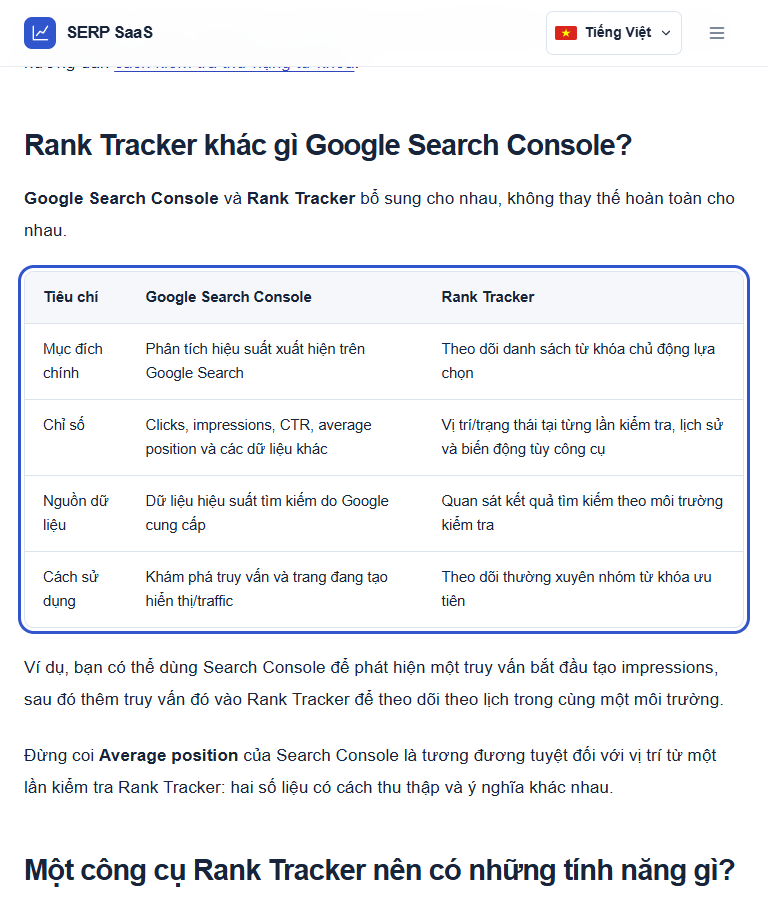 SERP SaaS
Tiếng Việt
Rank Tracker khác gì Google Search Console?
Google Search Console và Rank Tracker bổ sung cho nhau, không thay thế hoàn toàn cho
nhau.
Tiêu chí Google Search Console Rank Tracker
Mục đích chính Phân tích hiệu suất xuất hiện trên Google Search Theo dõi danh sách từ khóa chủ động lựa chọn
Chỉ số Clicks, impressions, CTR, average position và các dữ liệu khác Vị trí/trạng thái tại từng lần kiểm tra, lịch sử và biến động tùy công cụ
Nguồn dữ liệu Dữ liệu hiệu suất tìm kiếm do Google cung cấp Quan sát kết quả tìm kiếm theo môi trường kiểm tra
Cách sử dụng Khám phá truy vấn và trang đang tạo hiển thị/traffic Theo dõi thường xuyên nhóm từ khóa ưu tiên
Ví dụ, bạn có thể dùng Search Console để phát hiện một truy vấn bắt đầu tạo impressions,
sau đó thêm truy vấn đó vào Rank Tracker để theo dõi theo lịch trong cùng một môi trường.
Đừng coi Average position của Search Console là tương đương tuyệt đối với vị trí từ một
lần kiểm tra Rank Tracker: hai số liệu có cách thu thập và ý nghĩa khác nhau.
Một công cụ Rank Tracker nên có những tính năng gì?